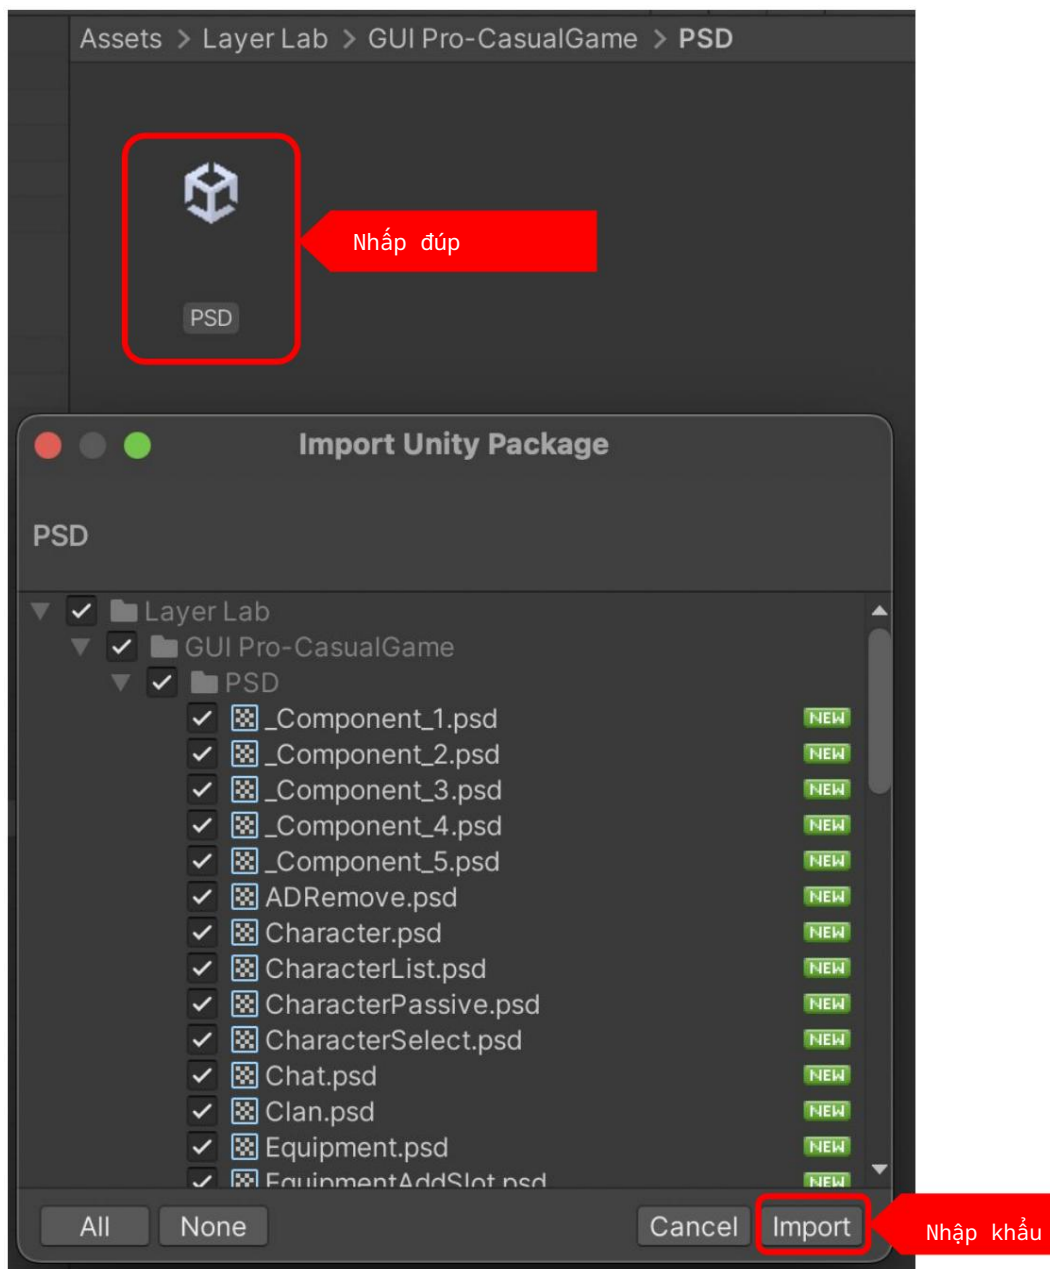 Assets > Layer Lab > GUI Pro-CasualGame > PSD
Nhấp đúp
PSD
Import Unity Package
PSD
Layer Lab
GUI Pro-CasualGame
PSD
_Component_1.psd NEW
_Component_2.psd NEW
_Component_3.psd NEW
_Component_4.psd NEW
_Component_5.psd NEW
ADRemove.psd NEW
Character.psd NEW
CharacterList.psd NEW
CharacterPassive.psd NEW
CharacterSelect.psd NEW
Chat.psd NEW
Clan.psd NEW
Equipment.psd NEW
EquipmentAddSlot.psd NEW
All None Cancel Import Nhập khẩu